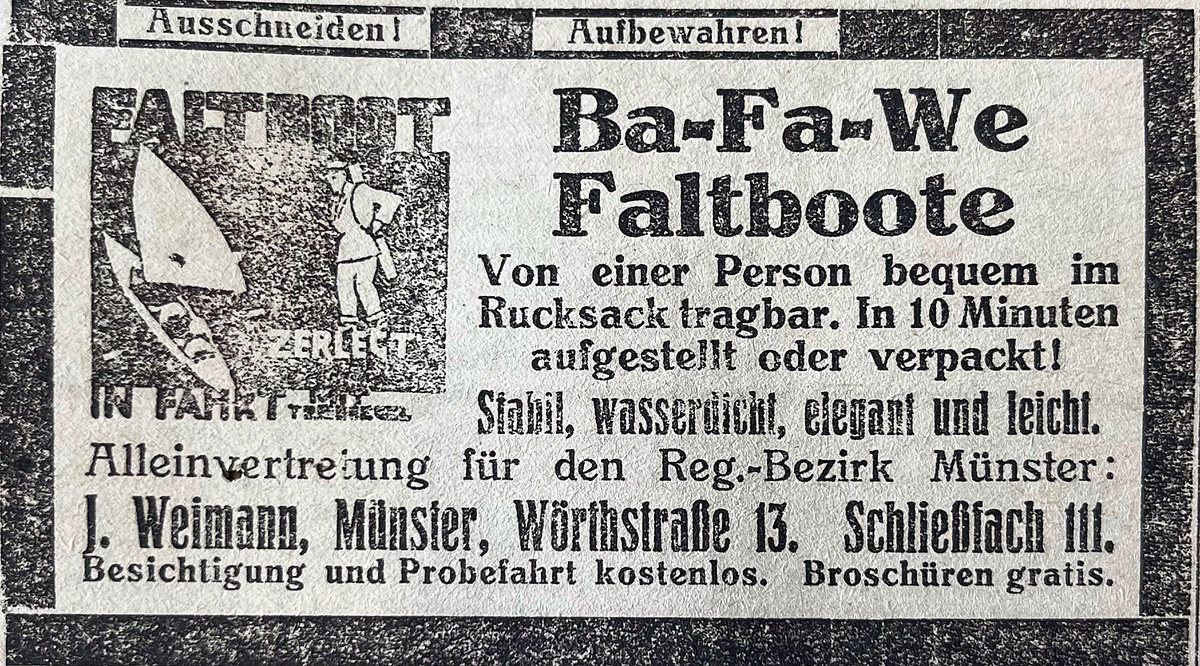 Ausschneiden! Aufbewahren!
FALTBOOT
ZERLEGT
IN FAHRT MIT
Ba-Fa-We
Faltboote
Von einer Person bequem im
Rucksack tragbar. In 10 Minuten
aufgestellt oder verpackt!
Stabil, wasserdicht, elegant und leicht.
Alleinvertretung für den Reg.-Bezirk Münster:
J. Weimann, Münster, Wörthstraße 13. Schließfach 111.
Besichtigung und Probefahrt kostenlos. Broschüren gratis.